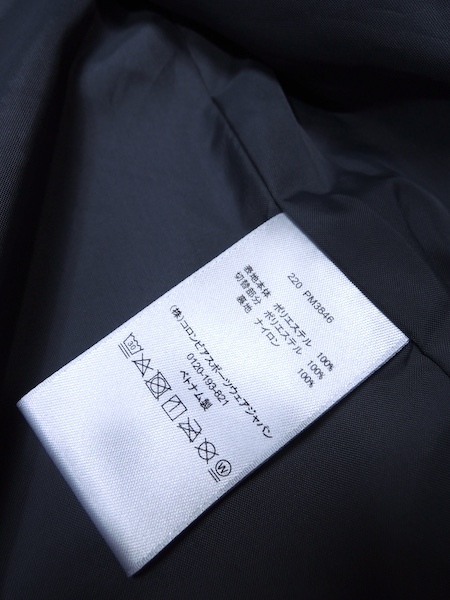 220 PM3846
表地本体 ポリエステル 100%
切替部分 ポリエステル 100%
裏地 ナイロン 100%
(株)コロンビアスポーツウェアジャパン
0120-193-821
ベトナム製
30
W